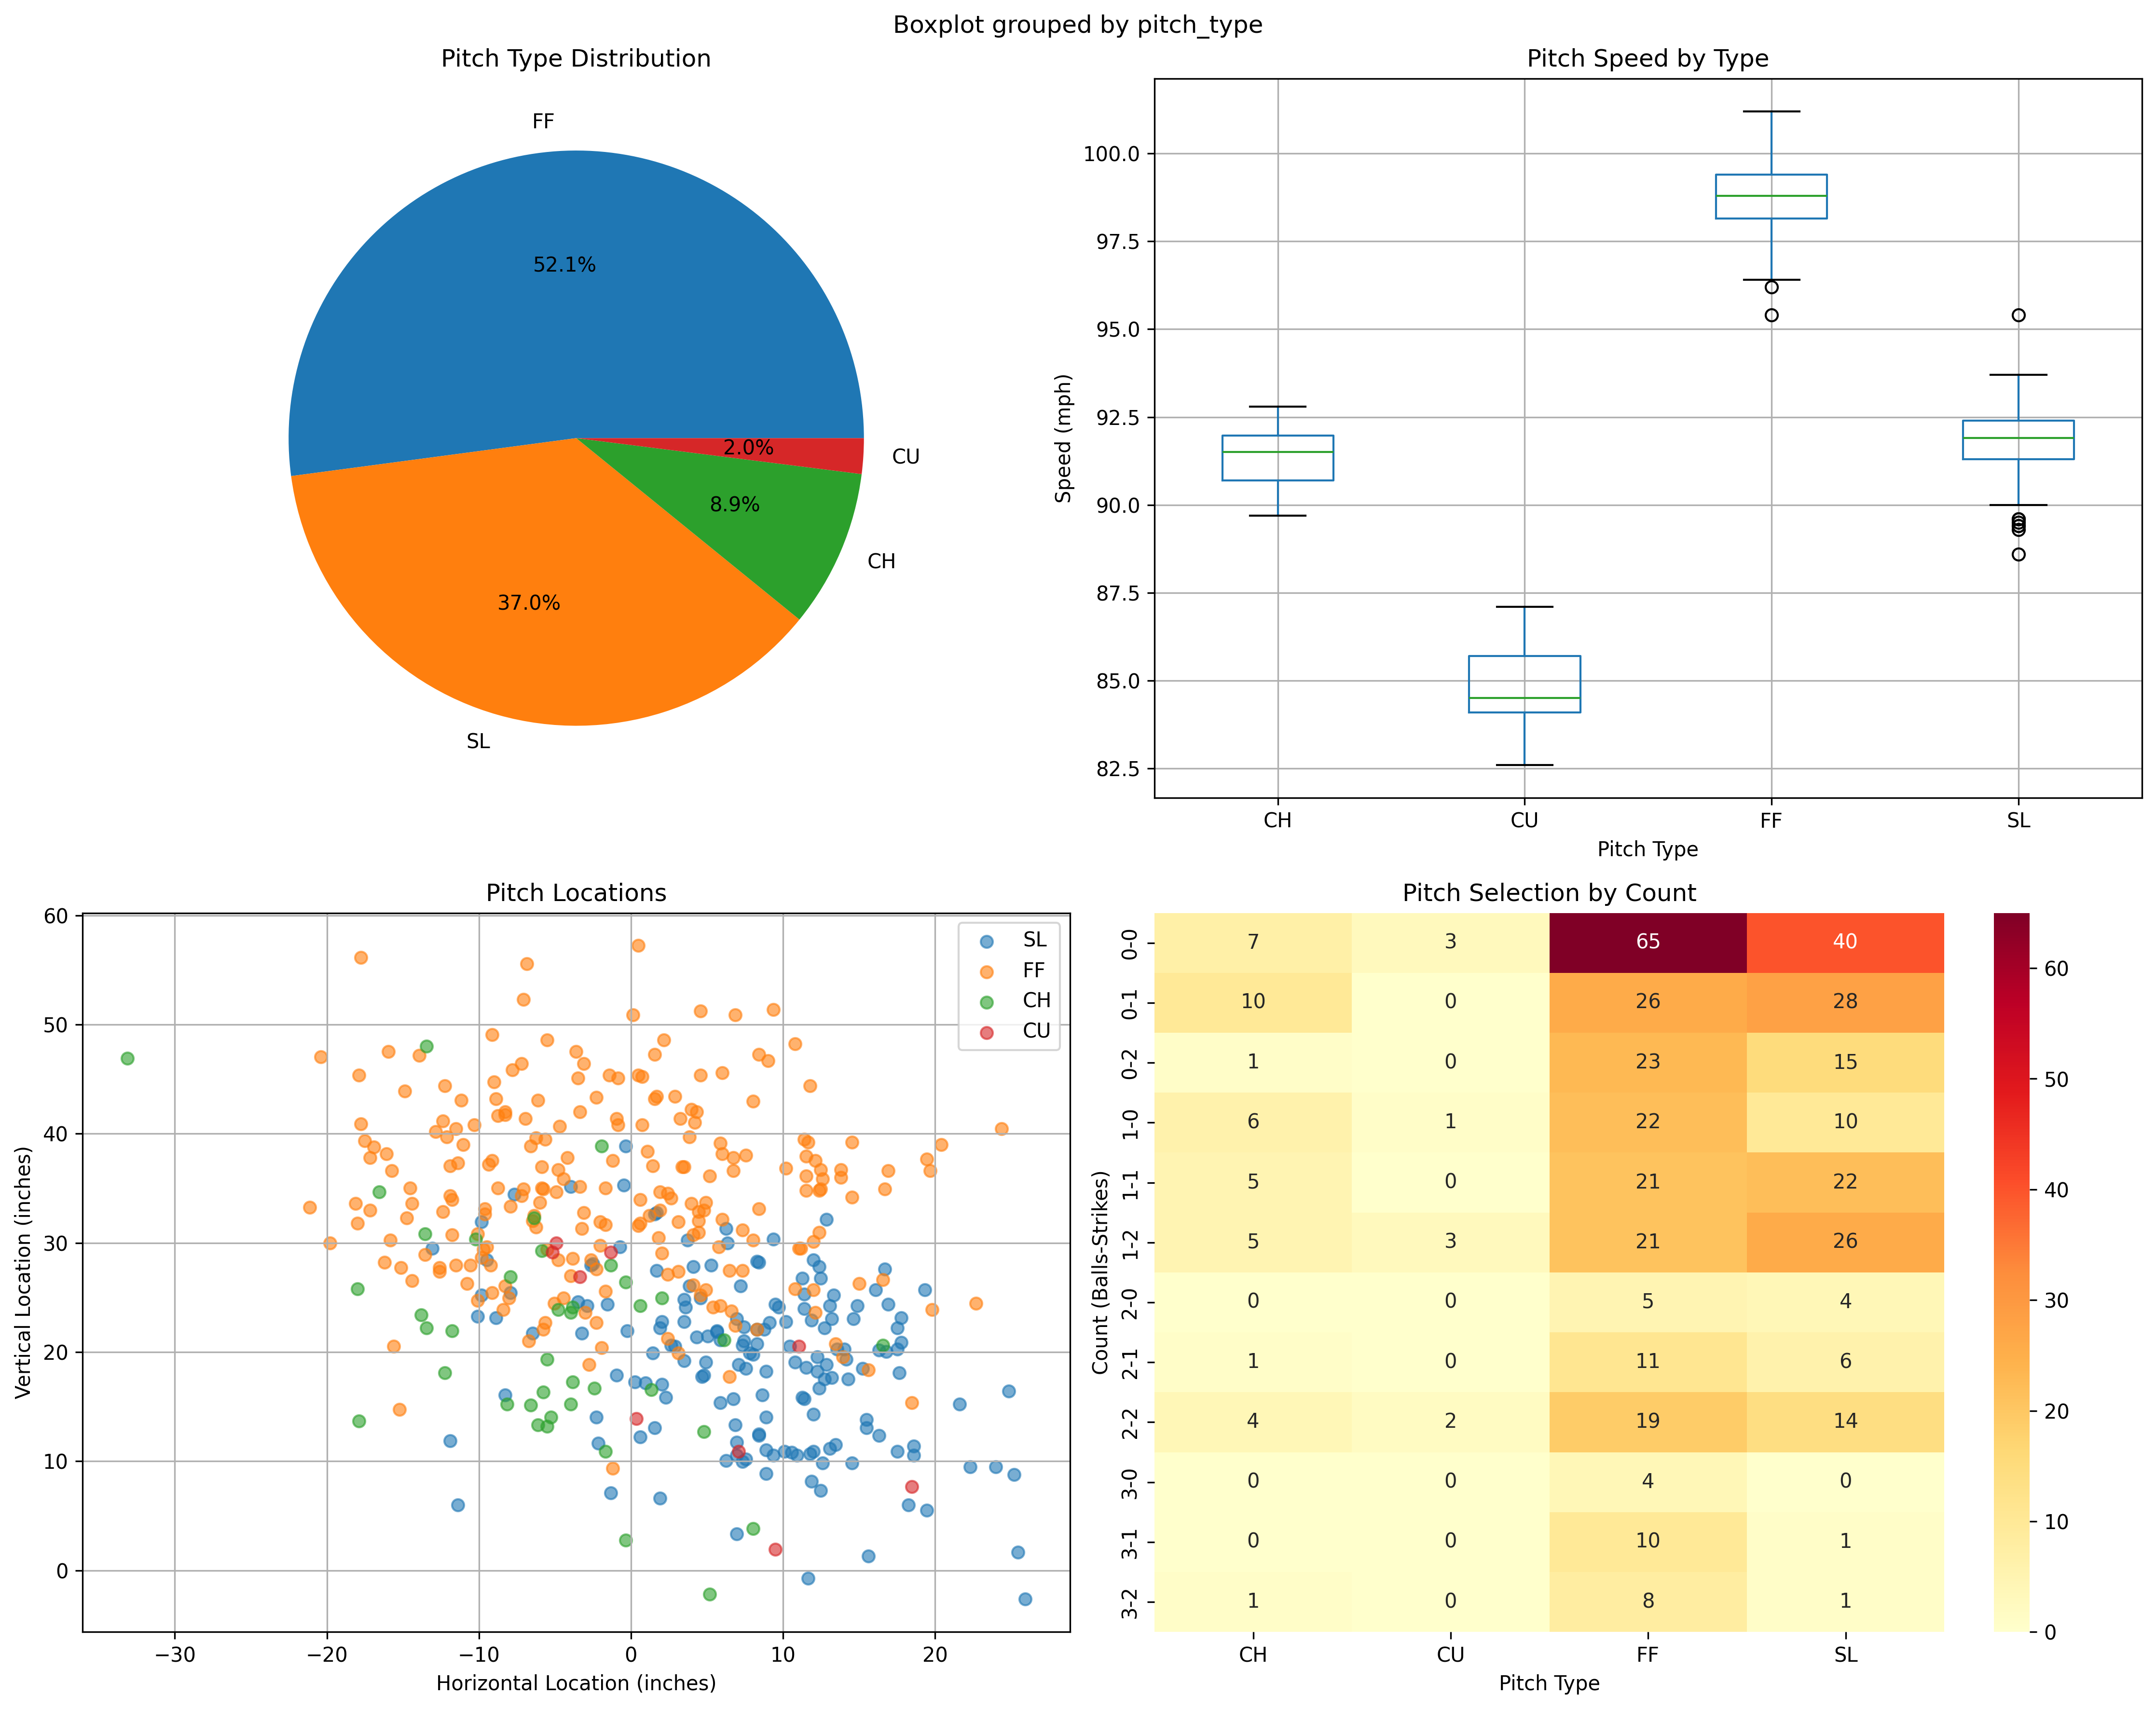 Boxplot grouped by pitch_type
Pitch Type Distribution
FF
52.1%
2.0%
CU
8.9%
CH
37.0%
SL
Pitch Speed by Type
100.0
97.5
95.0
92.5
90.0
87.5
85.0
82.5
Speed (mph)
CH CU FF SL
Pitch Type
Pitch Locations
SL
FF
CH
CU
60
50
40
30
20
10
0
Vertical Location (inches)
−30 −20 −10 0 10 20
Horizontal Location (inches)
Pitch Selection by Count
Count (Balls-Strikes)
0-0 7 3 65 40
0-1 10 0 26 28
0-2 1 0 23 15
1-0 6 1 22 10
1-1 5 0 21 22
1-2 5 3 21 26
2-0 0 0 5 4
2-1 1 0 11 6
2-2 4 2 19 14
3-0 0 0 4 0
3-1 0 0 10 1
3-2 1 0 8 1
CH CU FF SL
Pitch Type
60
50
40
30
20
10
0